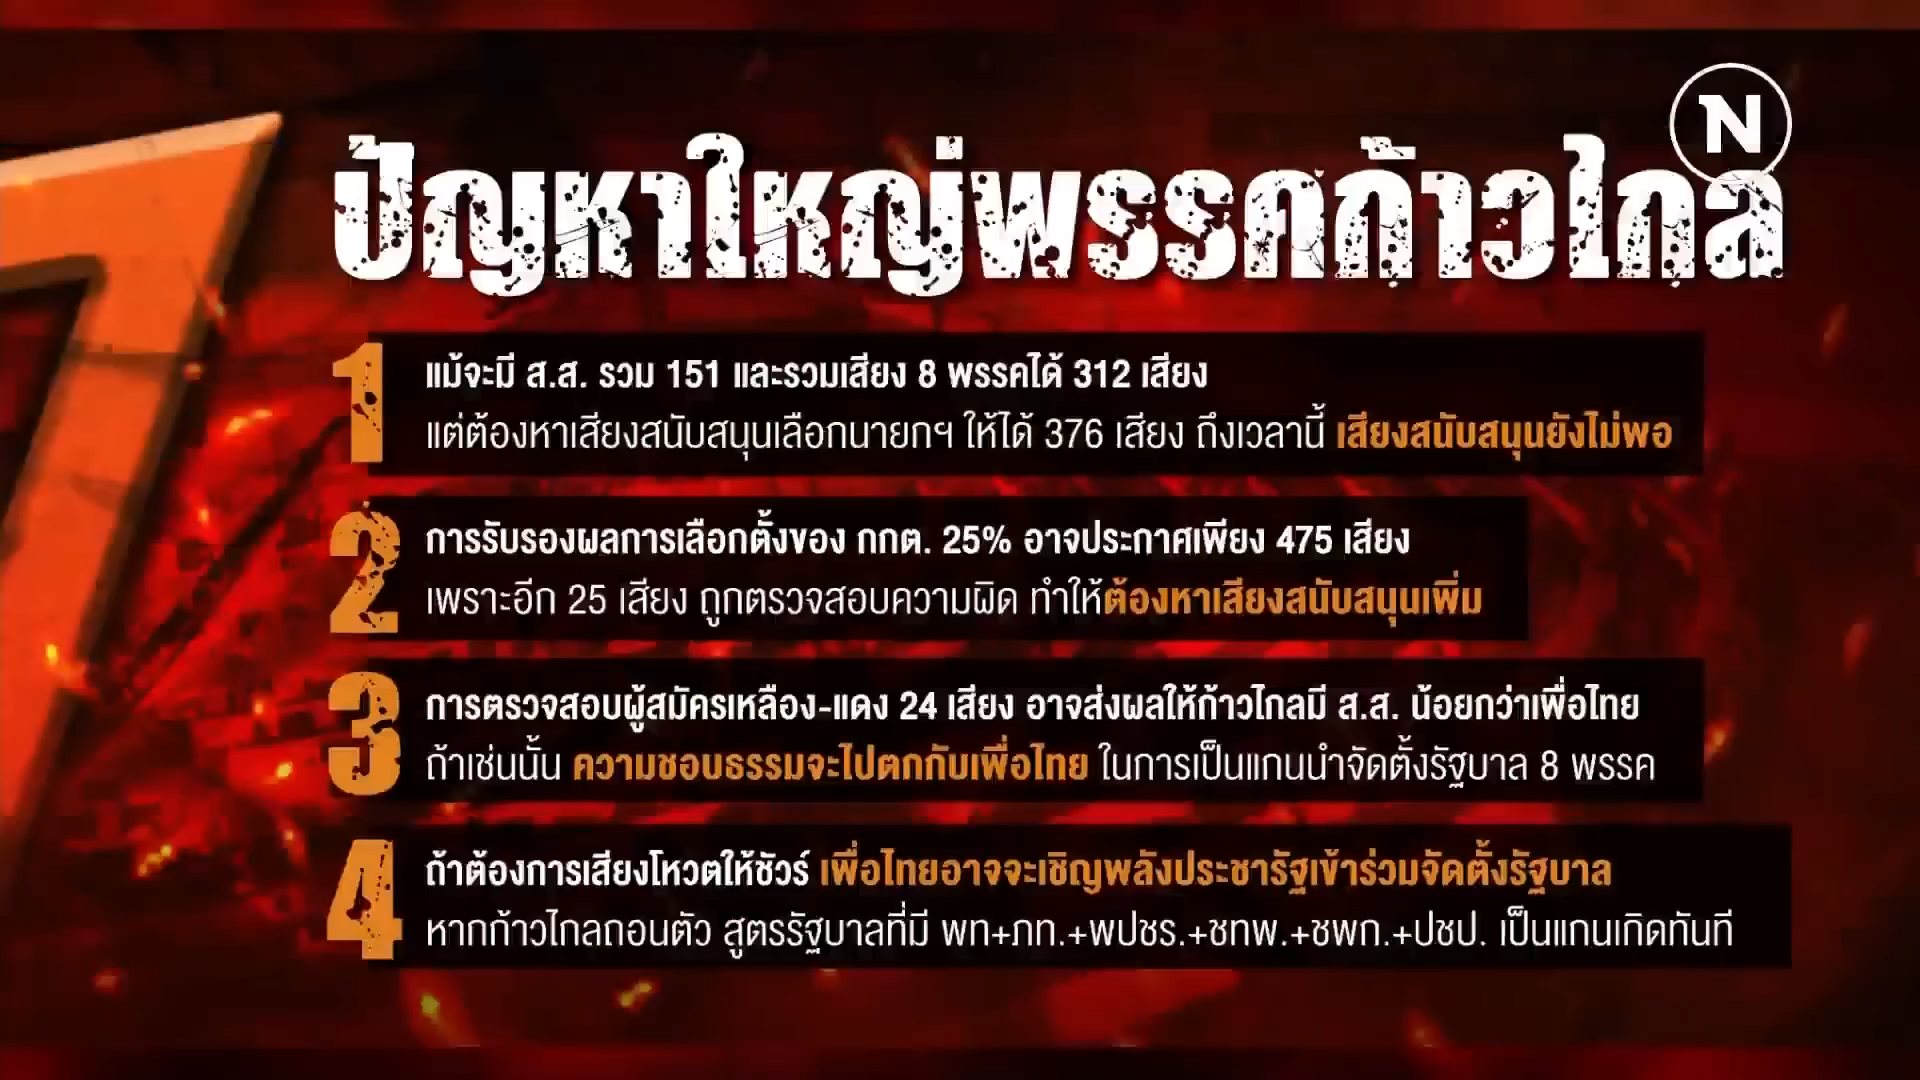 N
ปัญหาใหญ่พรรคก้าวไกล
1
แม้จะมี ส.ส. รวม 151 และรวมเสียง 8 พรรคได้ 312 เสียง
แต่ต้องหาเสียงสนับสนุนเลือกนายกฯ ให้ได้ 376 เสียง ถึงเวลานี้ เสียงสนับสนุนยังไม่พอ
2
การรับรองผลการเลือกตั้งของ กกต. 25% อาจประกาศเพียง 475 เสียง
เพราะอีก 25 เสียง ถูกตรวจสอบความผิด ทำให้ต้องหาเสียงสนับสนุนเพิ่ม
3
การตรวจสอบผู้สมัครเหลือง-แดง 24 เสียง อาจส่งผลให้ก้าวไกลมี ส.ส. น้อยกว่าเพื่อไทย
ถ้าเช่นนั้น ความชอบธรรมจะไปตกกับเพื่อไทย ในการเป็นแกนนำจัดตั้งรัฐบาล 8 พรรค
4
ถ้าต้องการเสียงโหวตให้ชัวร์ เพื่อไทยอาจจะเชิญพลังประชารัฐเข้าร่วมจัดตั้งรัฐบาล
หากก้าวไกลถอนตัว สูตรรัฐบาลที่มี พท+ภท.+พปชร.+ชทพ.+ชพก.+ปชป. เป็นแกนเกิดทันที